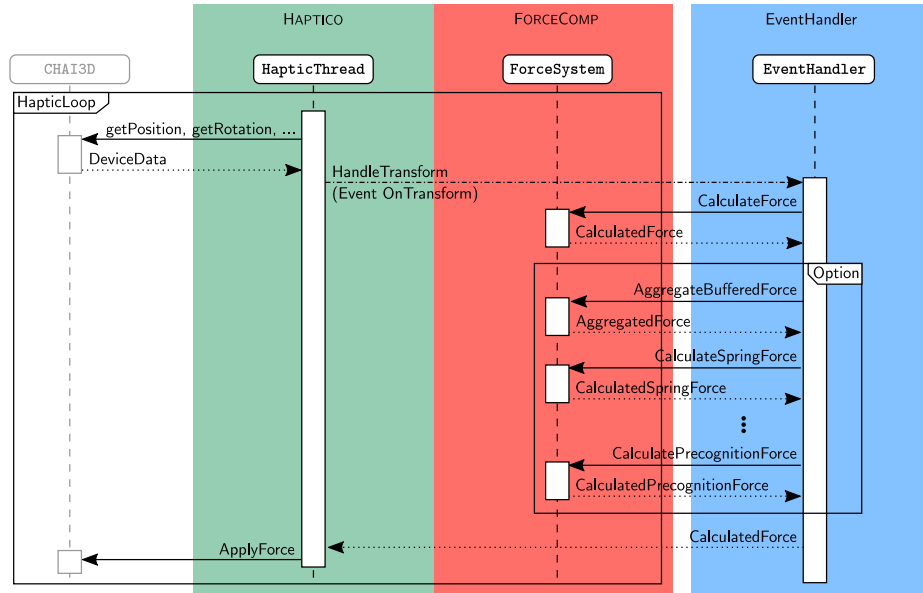 HAPTICO
FORCECOMP
EventHandler
CHAI3D
HapticThread
ForceSystem
EventHandler
HapticLoop
getPosition, getRotation, ...
DeviceData
HandleTransform
(Event OnTransform)
CalculateForce
CalculatedForce
Option
AggregateBufferedForce
AggregatedForce
CalculateSpringForce
CalculatedSpringForce
CalculatePrecognitionForce
CalculatedPrecognitionForce
CalculatedForce
ApplyForce